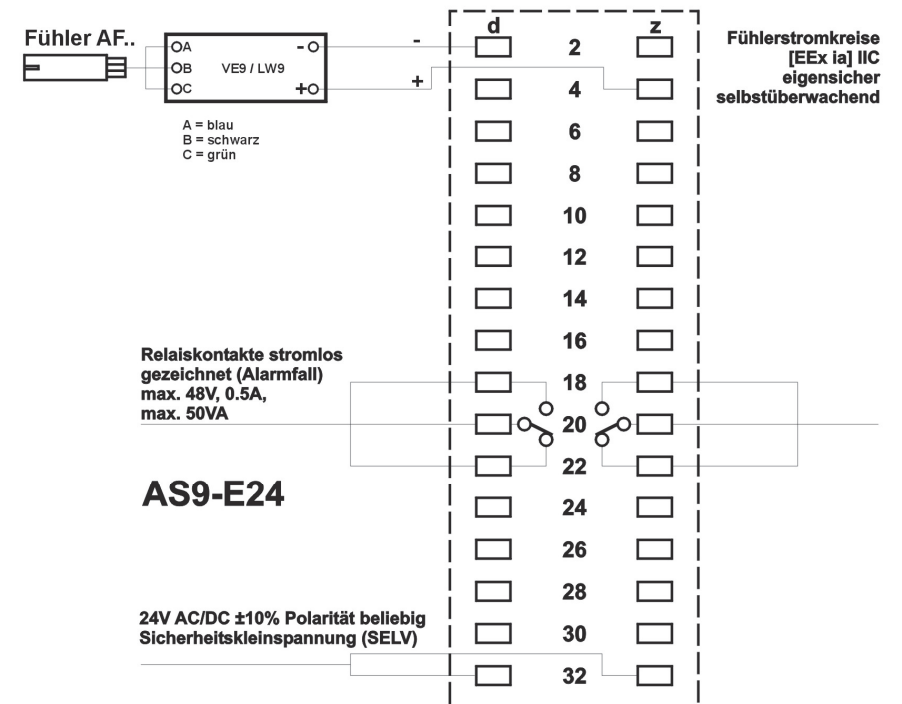 Fühler AF..
A
B
C
VE9 / LW9
-
+
-
+
A = blau
B = schwarz
C = grün
d
z
Fühlerstromkreise
[EEx ia] IIC
eigensicher
selbstüberwachend
2
4
6
8
10
12
14
16
18
20
22
24
26
28
30
32
Relaiskontakte stromlos
gezeichnet (Alarmfall)
max. 48V, 0.5A,
max. 50VA
AS9-E24
24V AC/DC ±10% Polarität beliebig
Sicherheitskleinspannung (SELV)